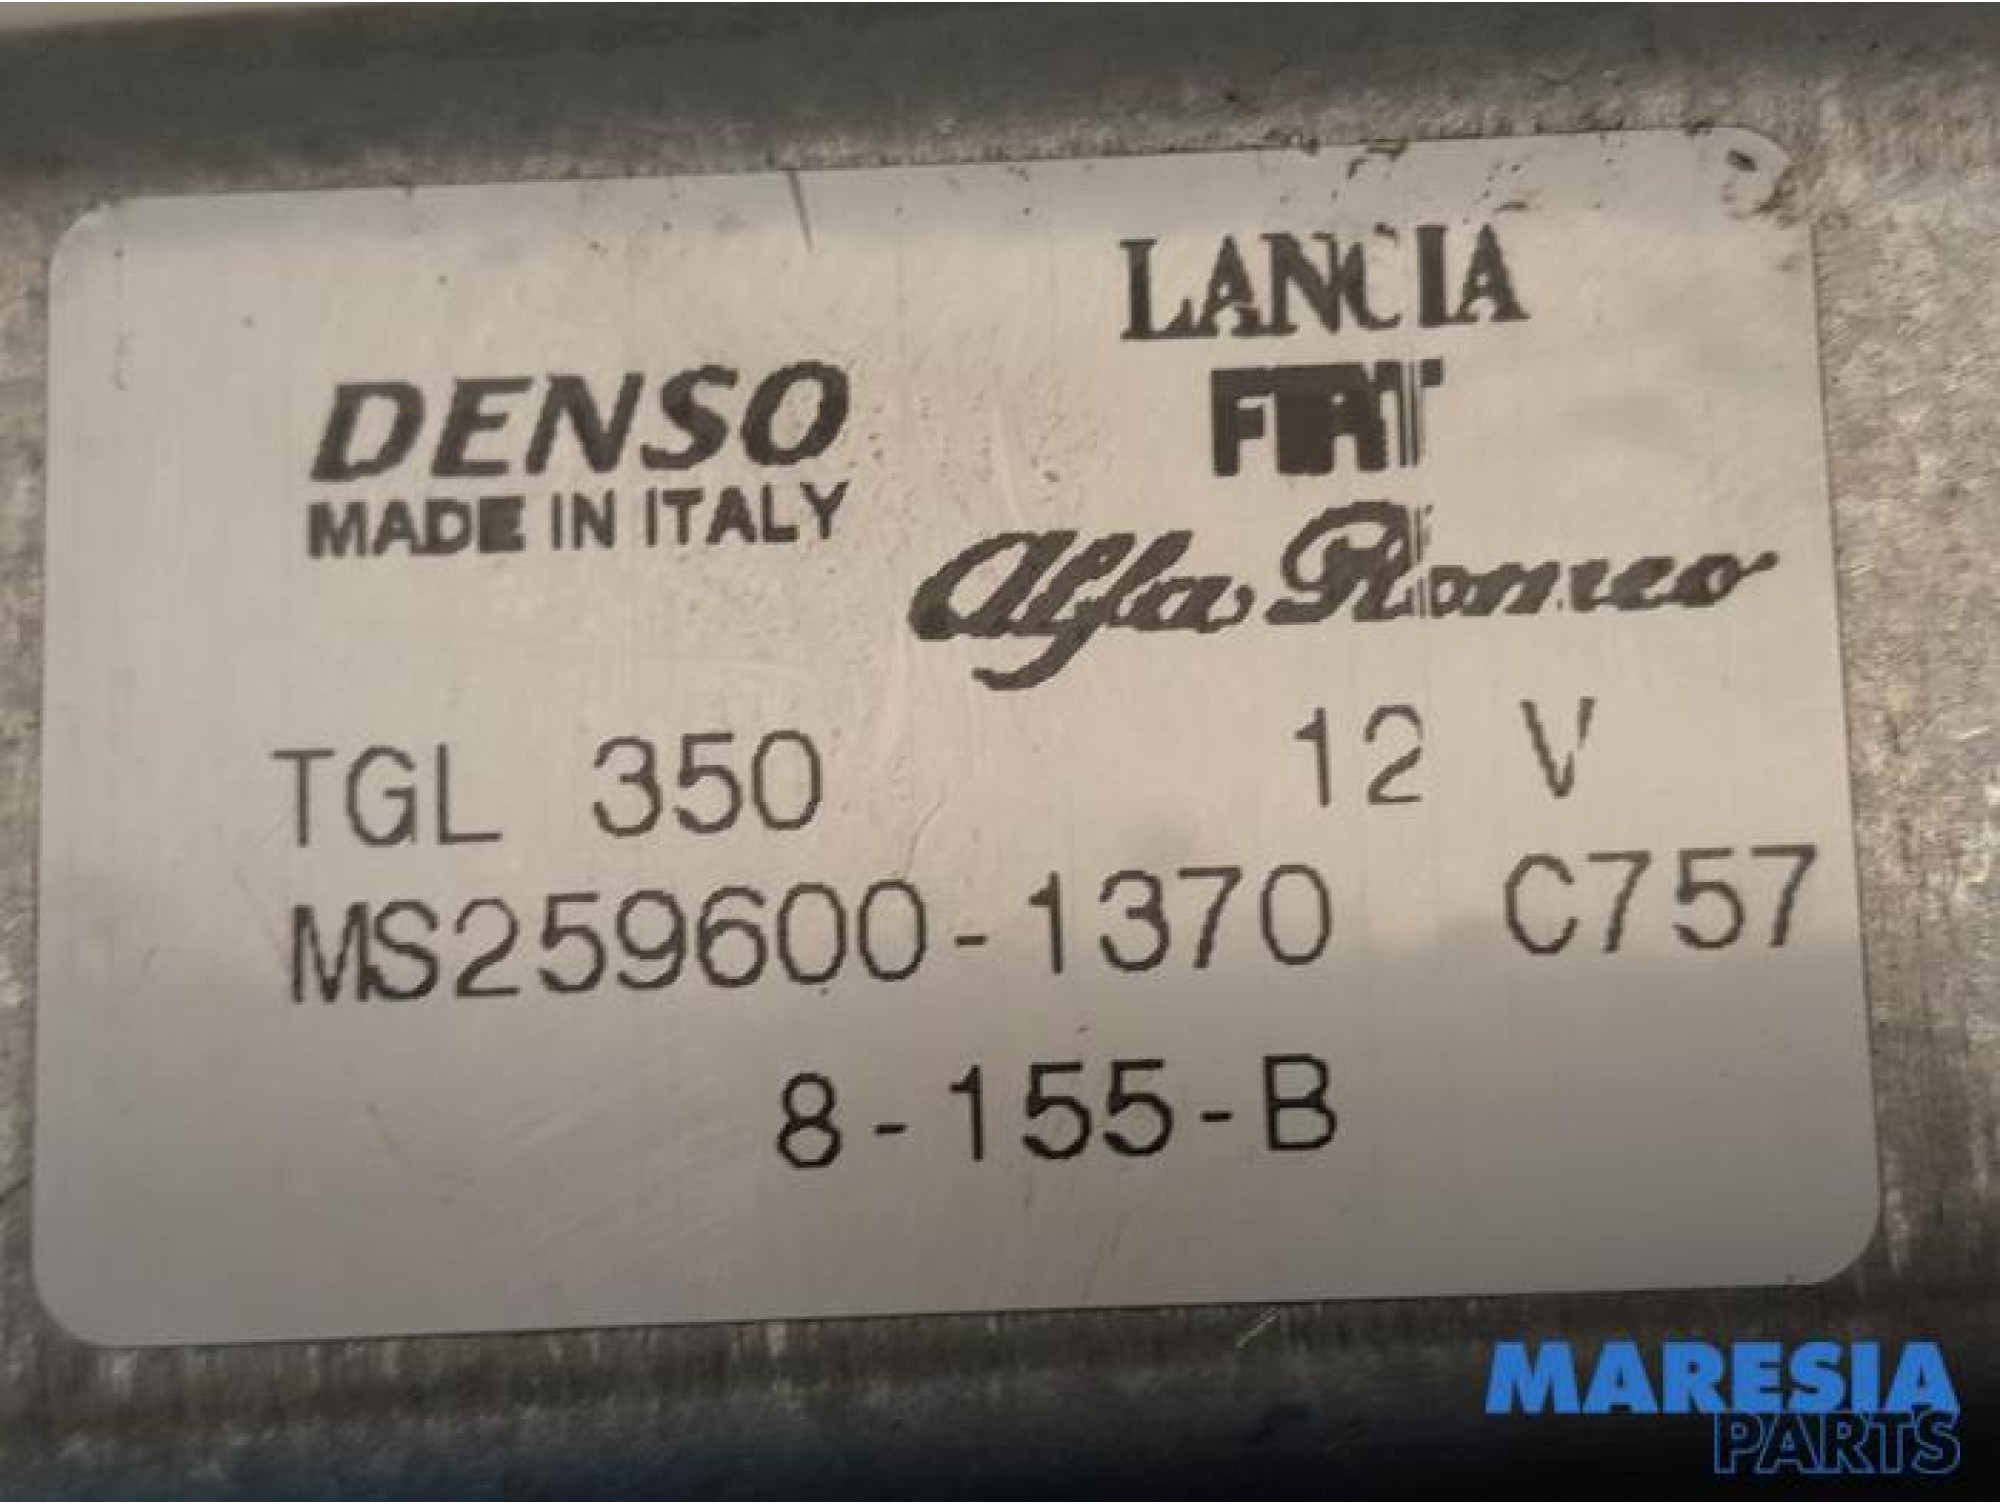 LANCIA
DENSO FIAT
MADE IN ITALY
Alfa Romeo
TGL 350 12 V
MS259600-1370 C757
8-155-B
MARESIA
PARTS